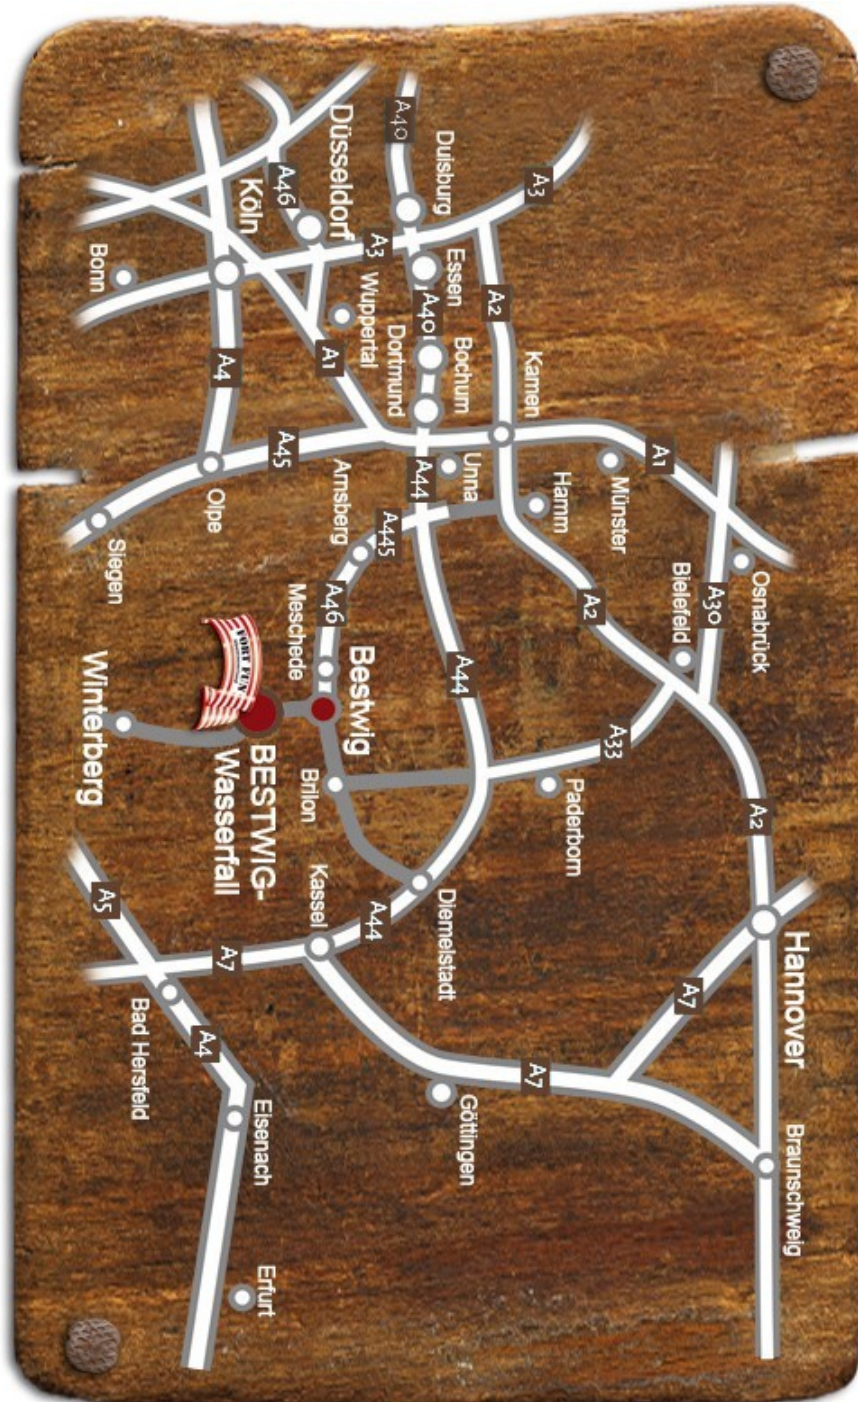 Hannover
Braunschweig
Osnabrück
A2
A30
A7
Bielefeld
A1
Münster
A33
A2
Paderborn
Hamm
A3
A7
Kamen
A2
Göttingen
Unna
Bochum
A44
Essen
Duisburg
Diemelstadt
A40
A44
A40
Dortmund
A445
A44
A3
Wuppertal
Bestwig
Düsseldorf
Arnsberg
A46
A1
Kassel
Brilon
Meschede
A46
A45
Eisenach
Erfurt
Köln
FORT FUN
BESTWIG-
Wasserfall
A4
A7
Olpe
A4
Bad Hersfeld
Siegen
A5
Bonn
Winterberg